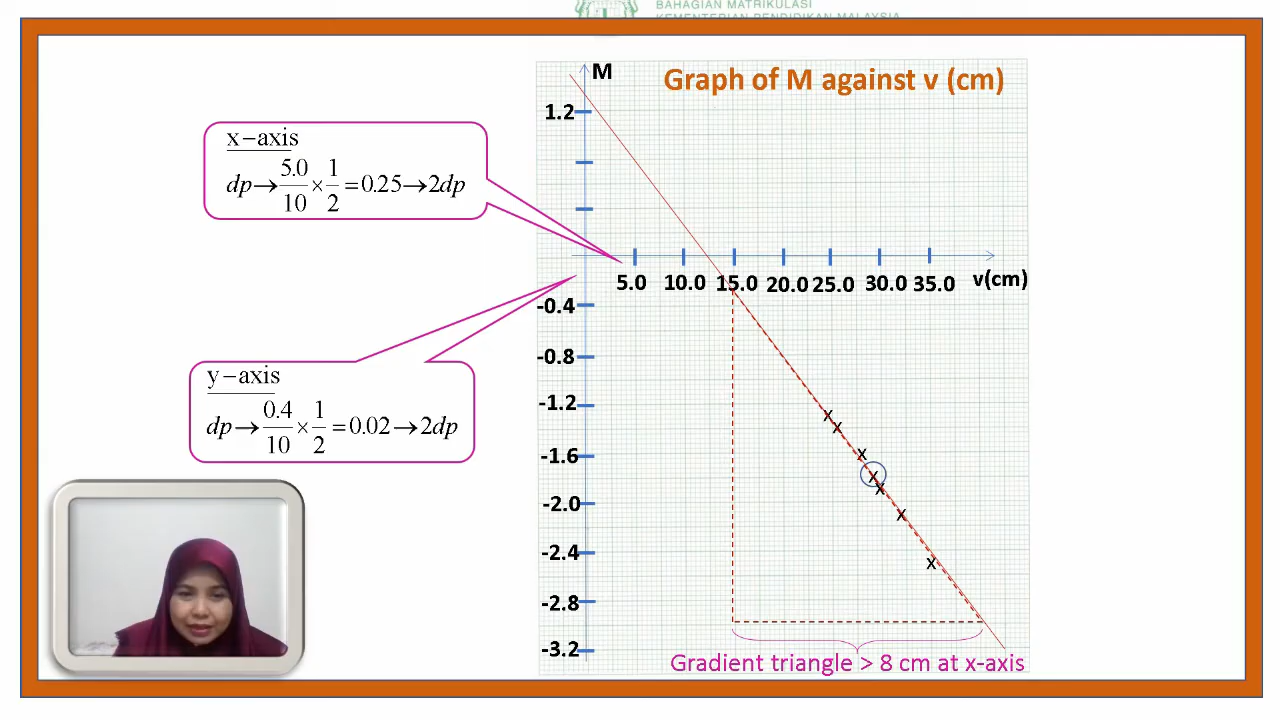 BAHAGIAN MATRIKULASI
KEMENTERIAN PENDIDIKAN MALAYSIA
Graph of M against v (cm)
M
1.2
x−axis
dp→5.0/10×1/2=0.25→2dp
5.0 10.0 15.0 20.0 25.0 30.0 35.0 v(cm)
-0.4
-0.8
y−axis
dp→0.4/10×1/2=0.02→2dp
-1.2
-1.6
-2.0
-2.4
-2.8
-3.2
Gradient triangle > 8 cm at x-axis